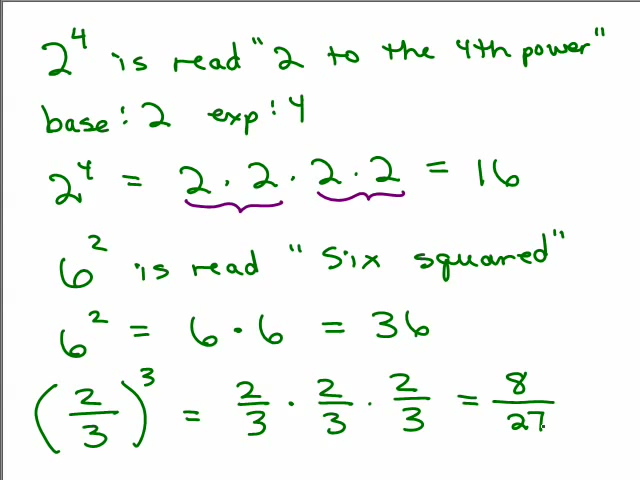 2⁴ is read "2 to the 4th power"
base: 2 exp: 4
2⁴ = 2 · 2 · 2 · 2 = 16
6² is read "six squared"
6² = 6 · 6 = 36
(2/3)³ = 2/3 · 2/3 · 2/3 = 8/27